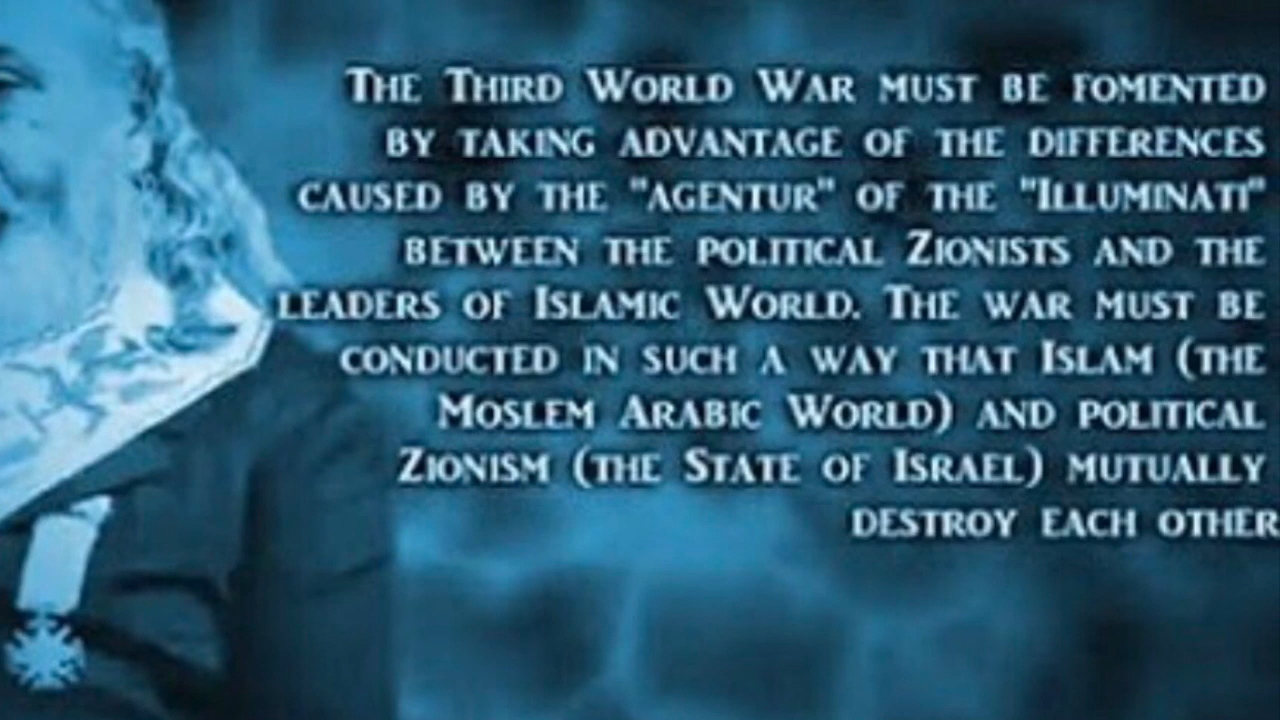 The Third World War must be fomented
by taking advantage of the differences
caused by the "agentur" of the "Illuminati"
between the political Zionists and the
leaders of Islamic World. The war must be
conducted in such a way that Islam (the
Moslem Arabic World) and political
Zionism (the State of Israel) mutually
destroy each other